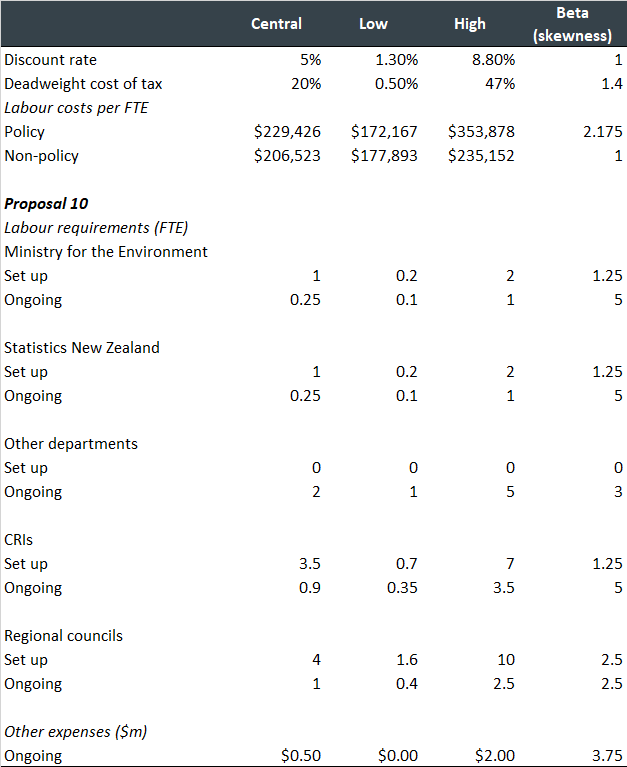 Central Low High Beta (skewness)
Discount rate 5% 1.30% 8.80% 1
Deadweight cost of tax 20% 0.50% 47% 1.4
Labour costs per FTE
Policy $229,426 $172,167 $353,878 2.175
Non-policy $206,523 $177,893 $235,152 1
Proposal 10
Labour requirements (FTE)
Ministry for the Environment
Set up 1 0.2 2 1.25
Ongoing 0.25 0.1 1 5
Statistics New Zealand
Set up 1 0.2 2 1.25
Ongoing 0.25 0.1 1 5
Other departments
Set up 0 0 0 0
Ongoing 2 1 5 3
CRIs
Set up 3.5 0.7 7 1.25
Ongoing 0.9 0.35 3.5 5
Regional councils
Set up 4 1.6 10 2.5
Ongoing 1 0.4 2.5 2.5
Other expenses ($m)
Ongoing $0.50 $0.00 $2.00 3.75